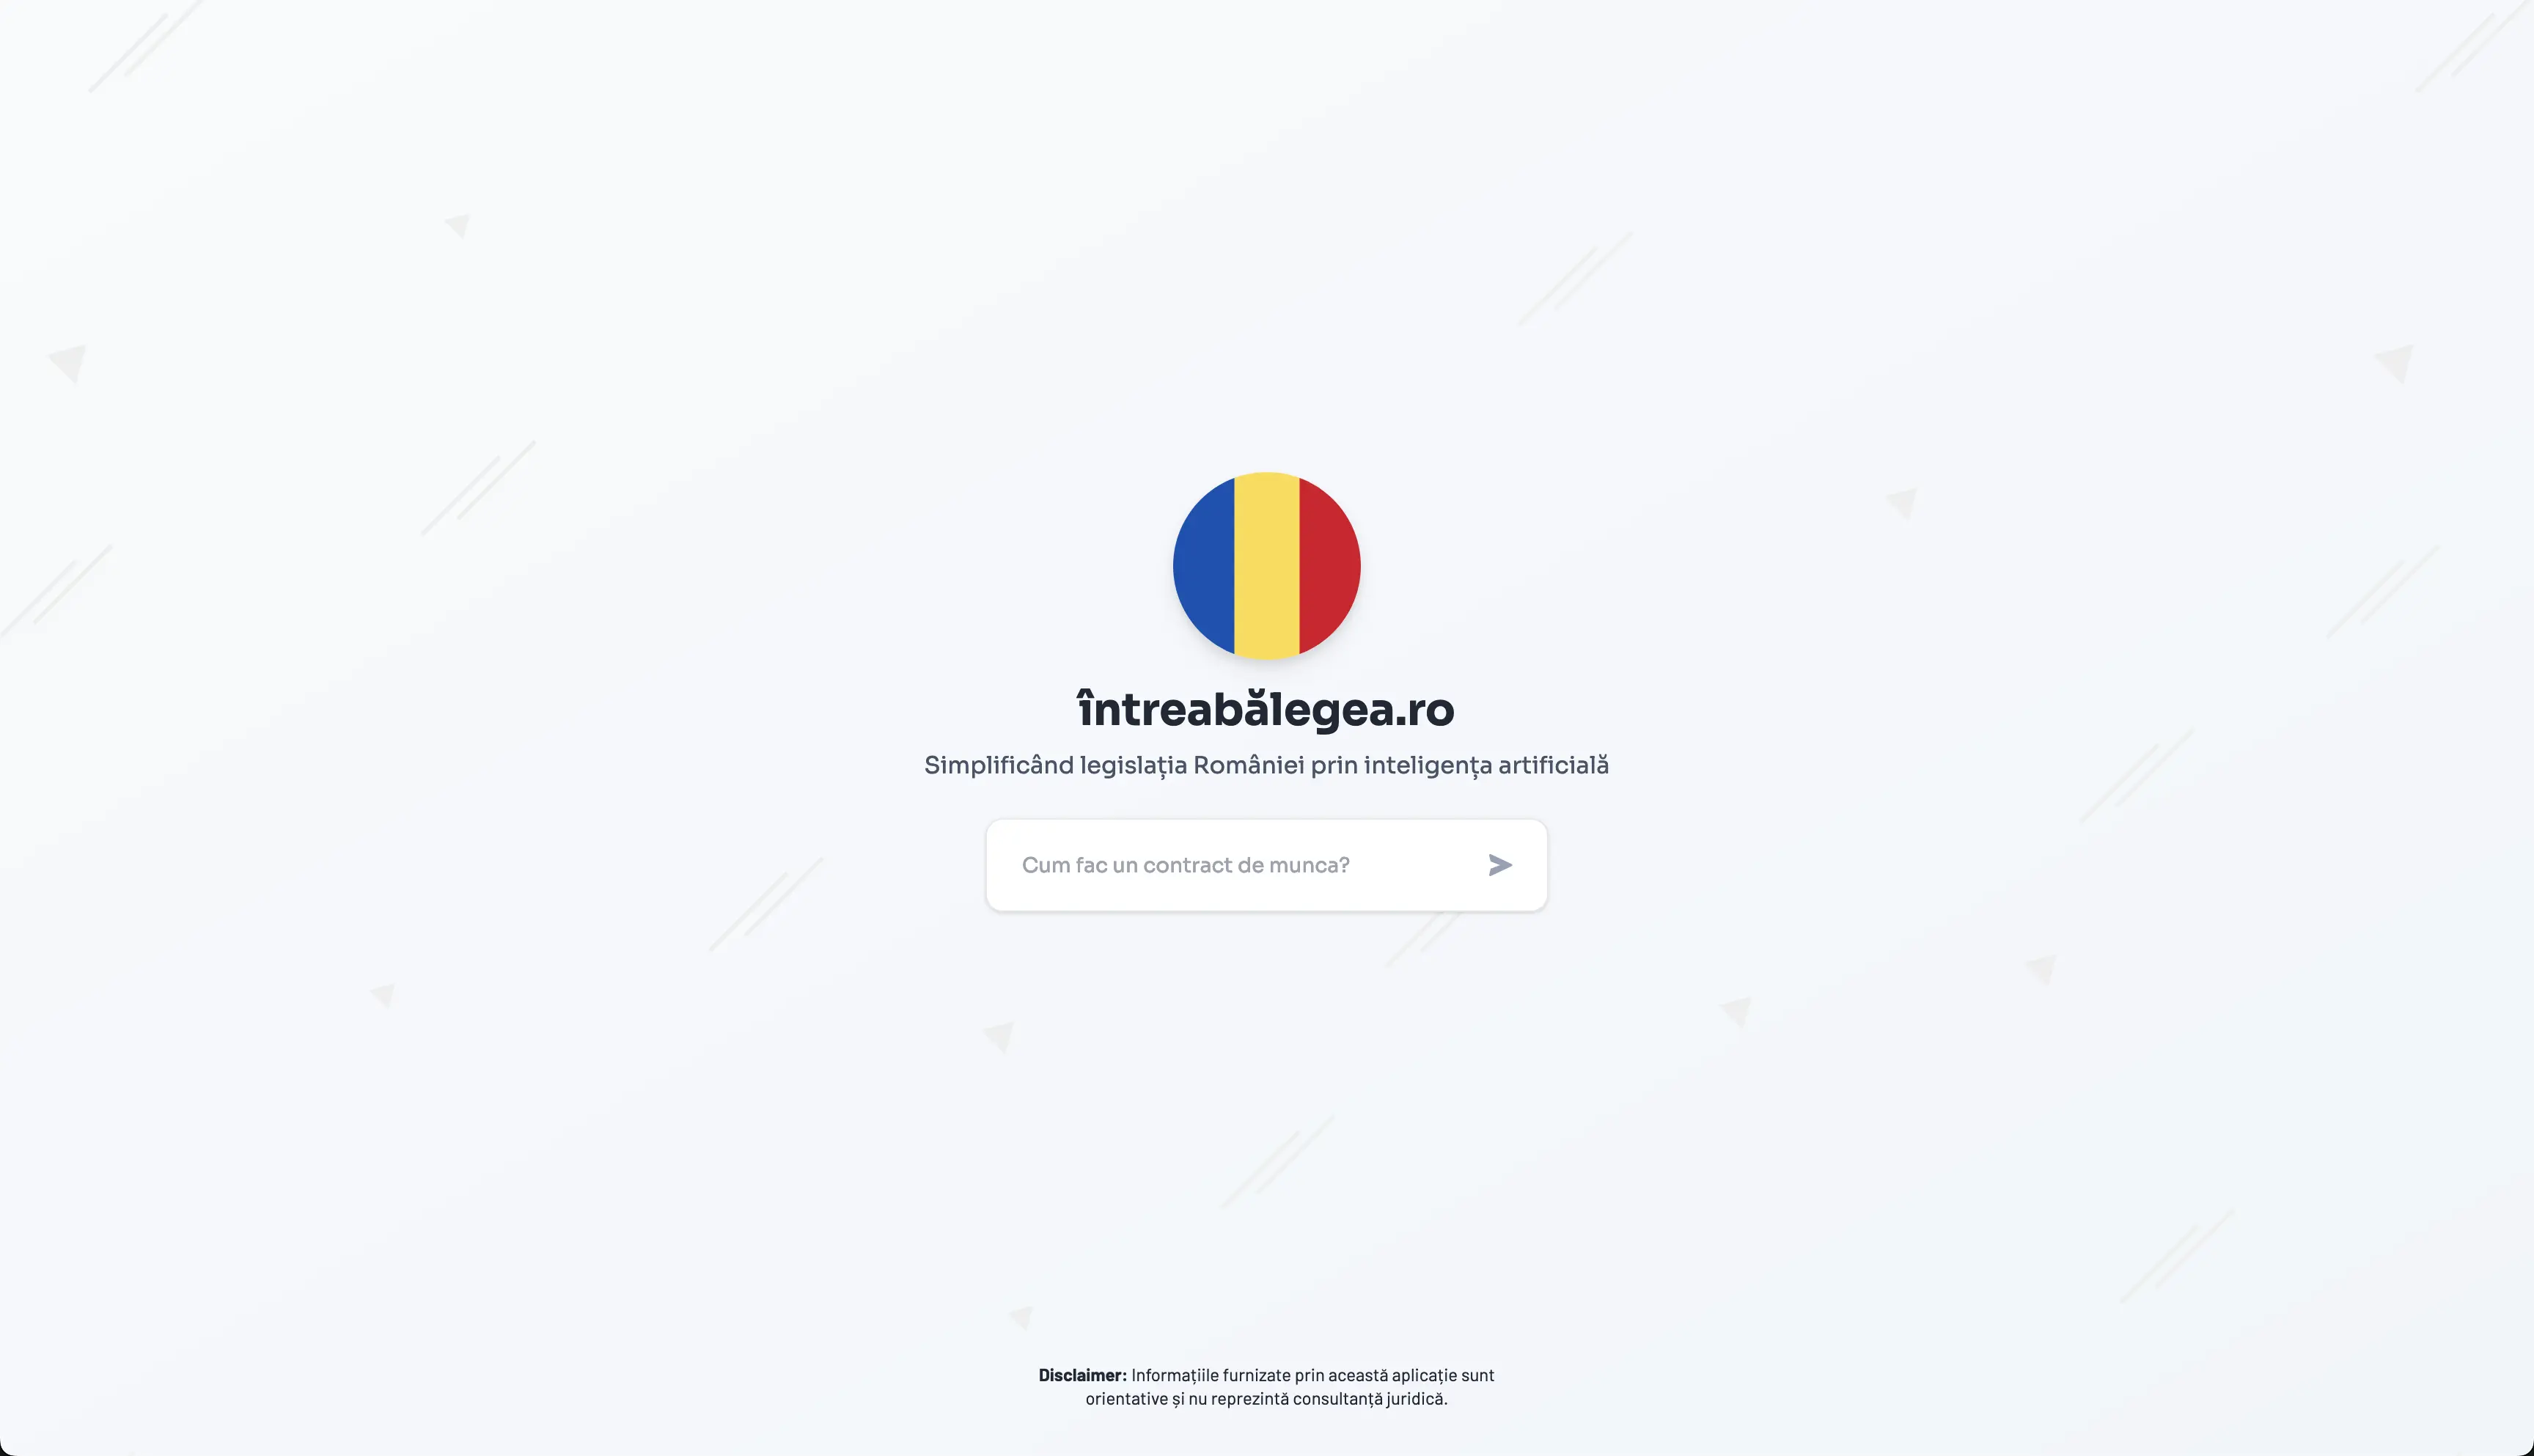 întreabălegea.ro
Simplificând legislația României prin inteligența artificială
Cum fac un contract de munca?
Disclaimer: Informațiile furnizate prin această aplicație sunt
orientative și nu reprezintă consultanță juridică.